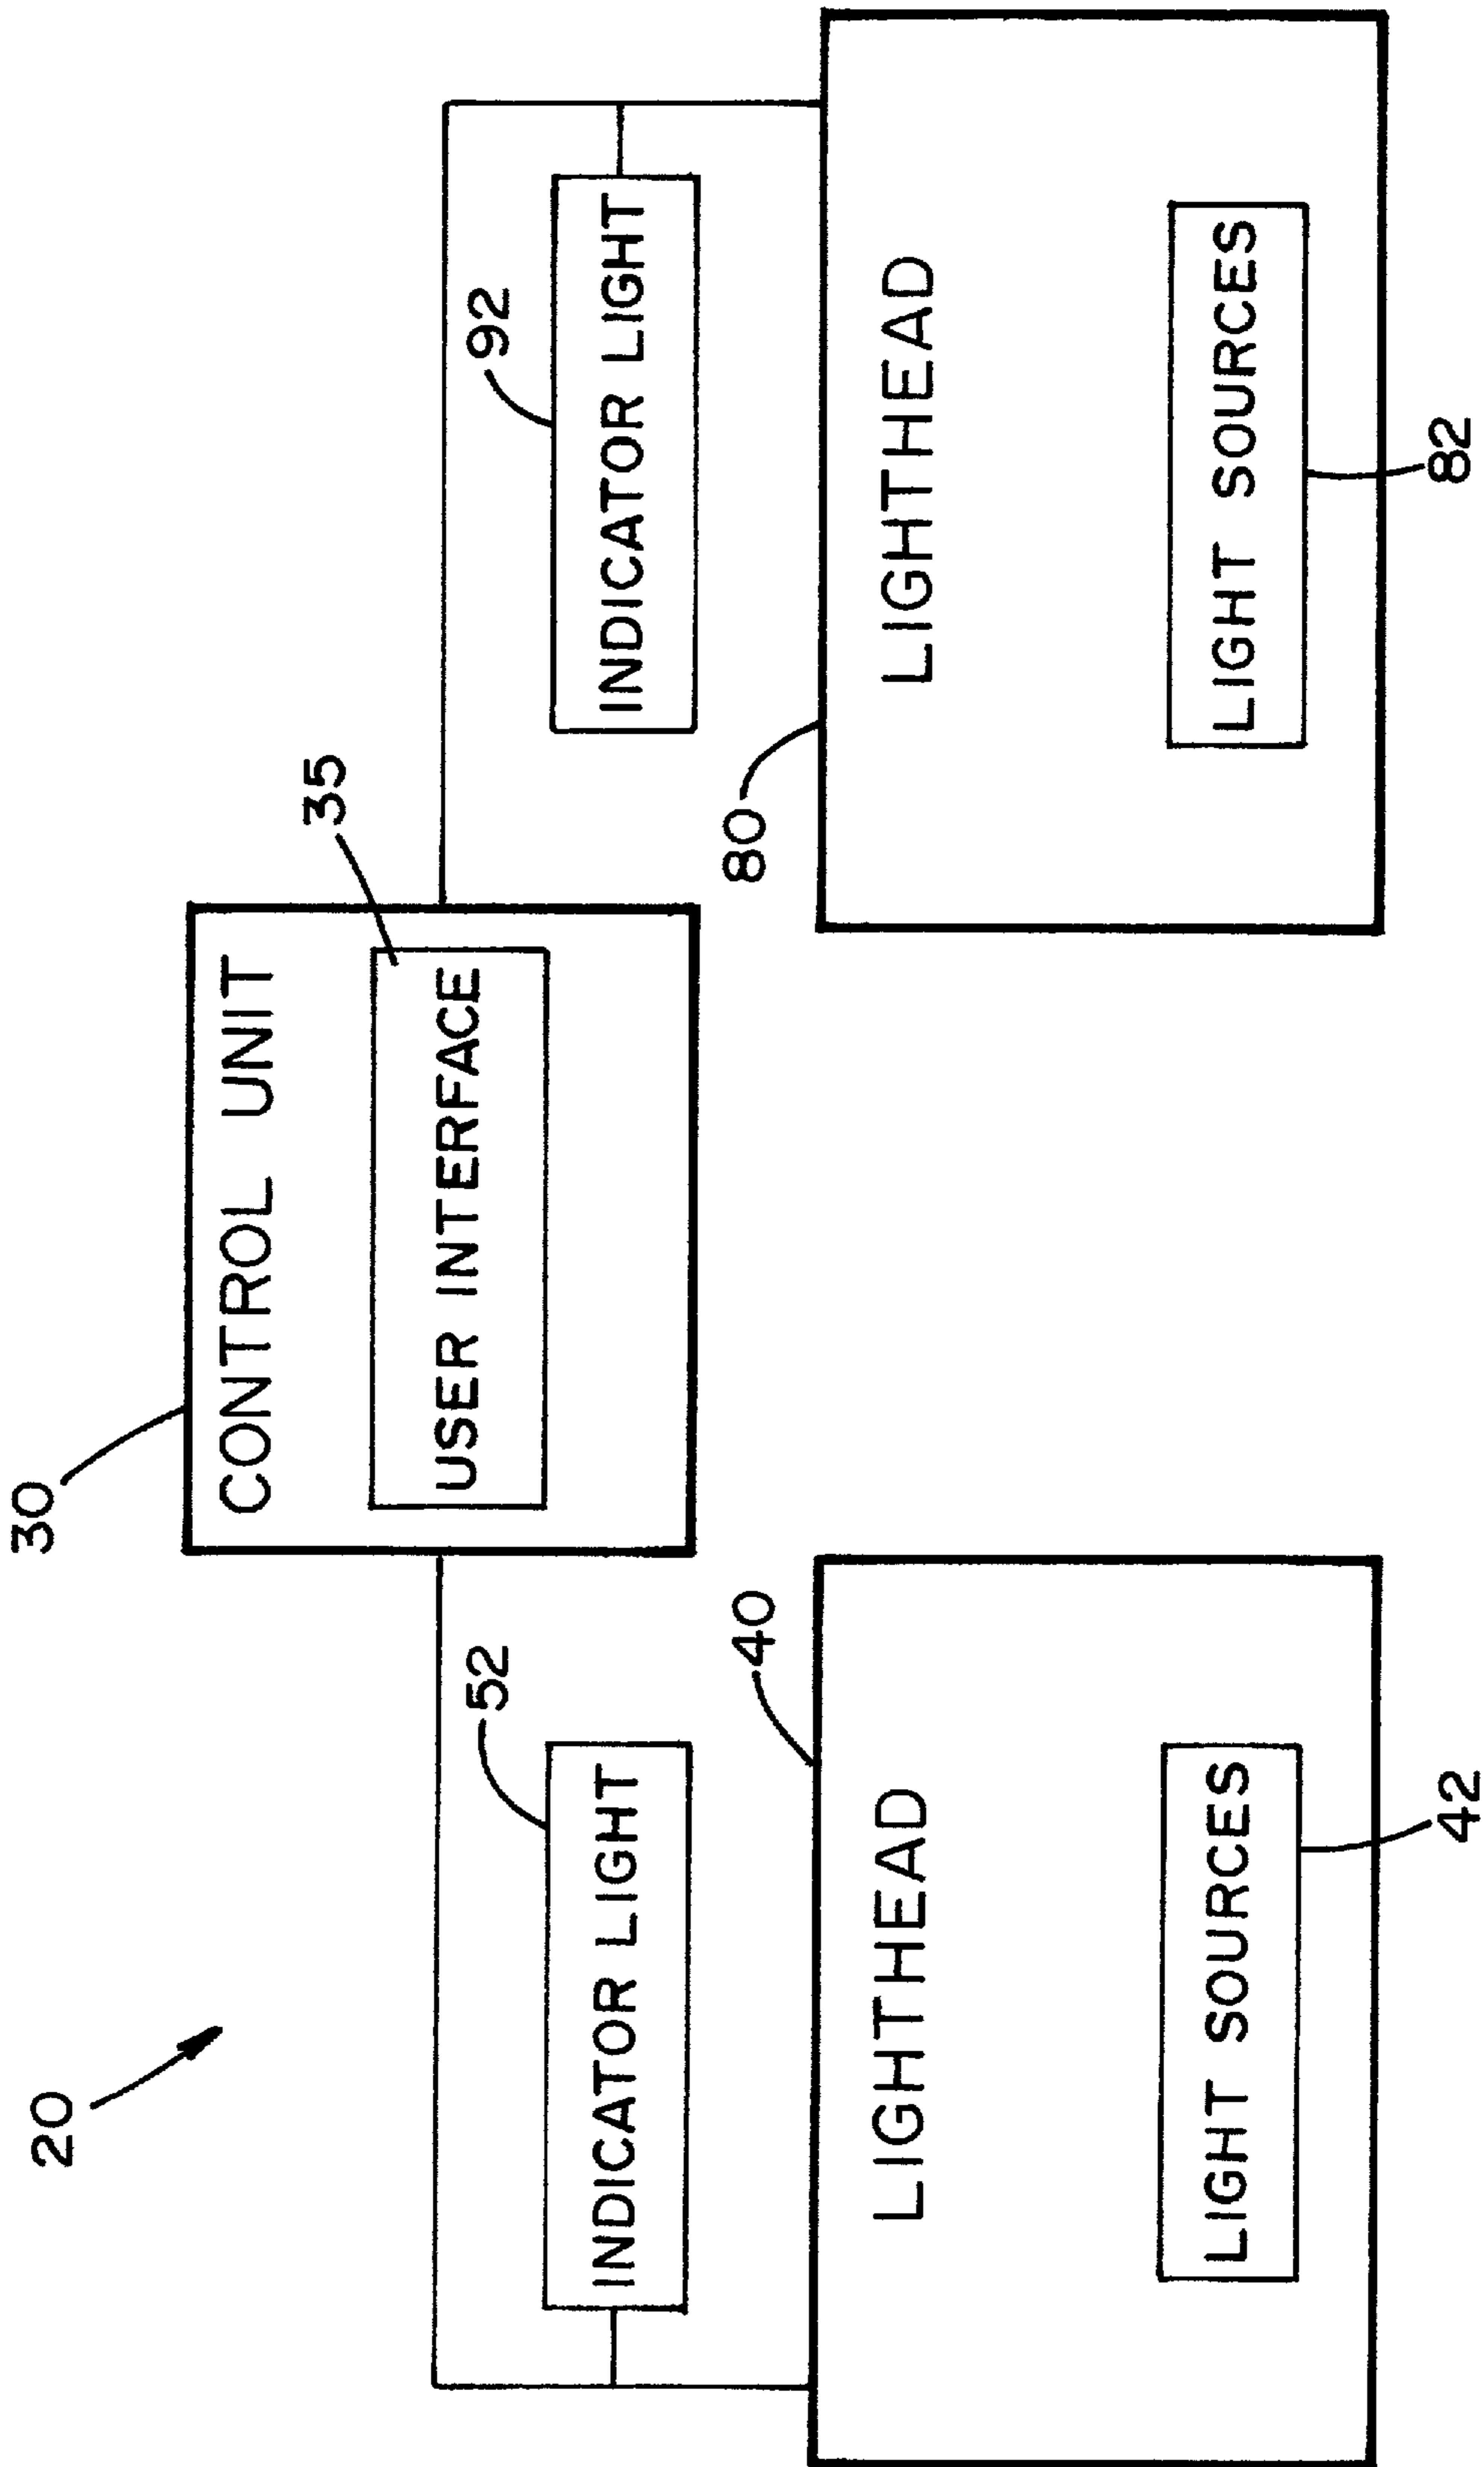 20
30
CONTROL UNIT
35
USER INTERFACE
52
INDICATOR LIGHT
92
INDICATOR LIGHT
40
LIGHTHEAD
LIGHT SOURCES
42
80
LIGHTHEAD
LIGHT SOURCES
82